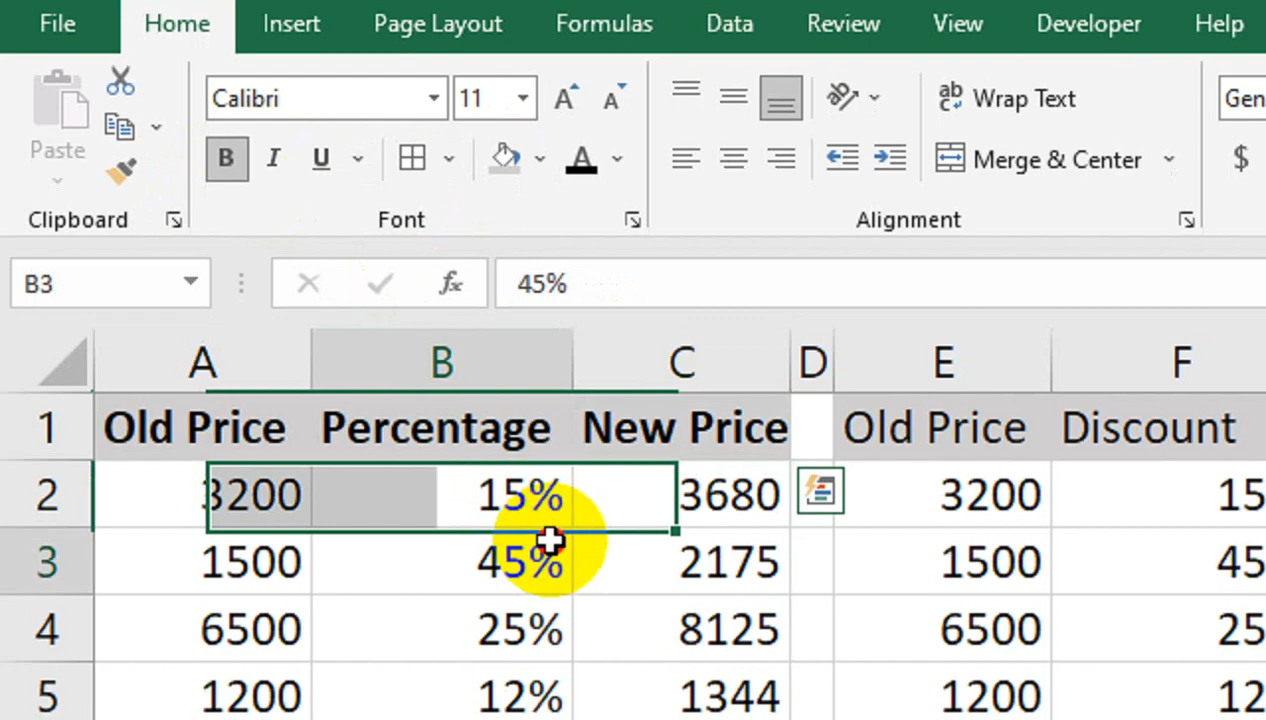 File Home Insert Page Layout Formulas Data Review View Developer Help
Calibri 11 A A ab Wrap Text Gen
Paste B I U A Merge & Center $
Clipboard Font Alignment
B3 fx 45%
A B C D E F
1 Old Price Percentage New Price Old Price Discount
2 3200 15% 3680 3200 15
3 1500 45% 2175 1500 45
4 6500 25% 8125 6500 25
5 1200 12% 1344 1200 12